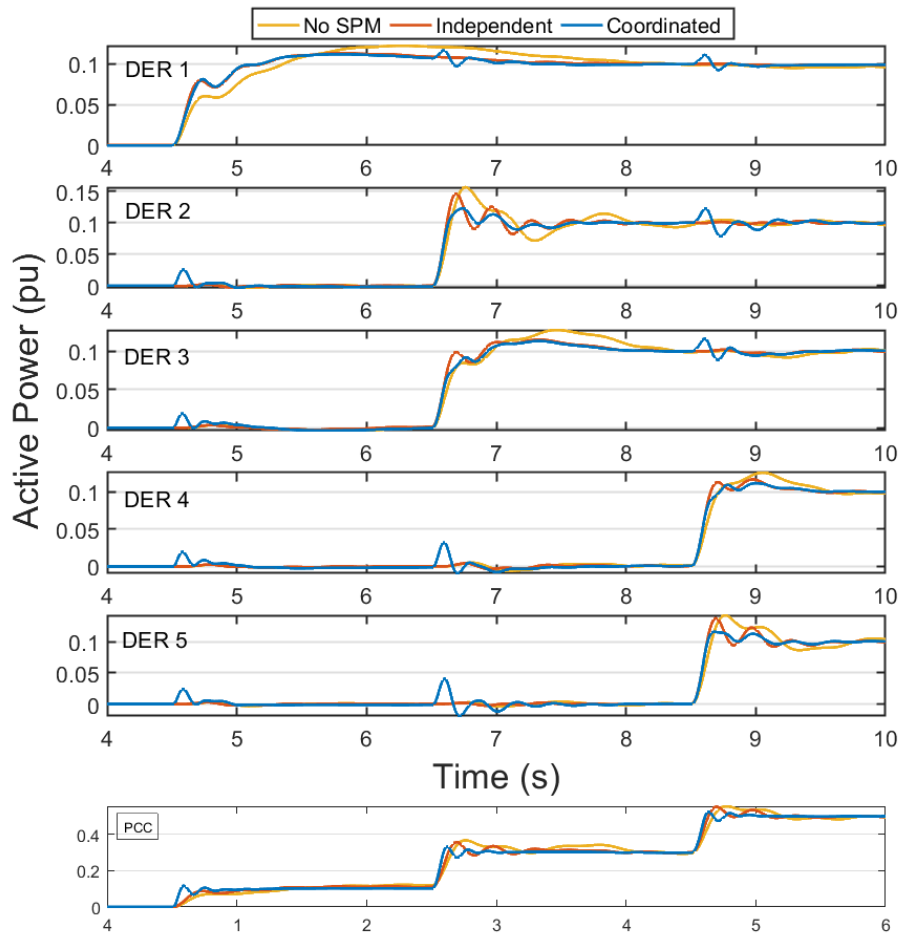 No SPM Independent Coordinated
DER 1
0.1
0.05
0
4 5 6 7 8 9 10
DER 2
0.15
0.1
0.05
0
4 5 6 7 8 9 10
DER 3
0.1
0.05
0
4 5 6 7 8 9 10
DER 4
0.1
0.05
0
4 5 6 7 8 9 10
DER 5
0.1
0.05
0
4 5 6 7 8 9 10
Active Power (pu)
Time (s)
PCC
0.4
0.2
0
4 1 2 3 4 5 6